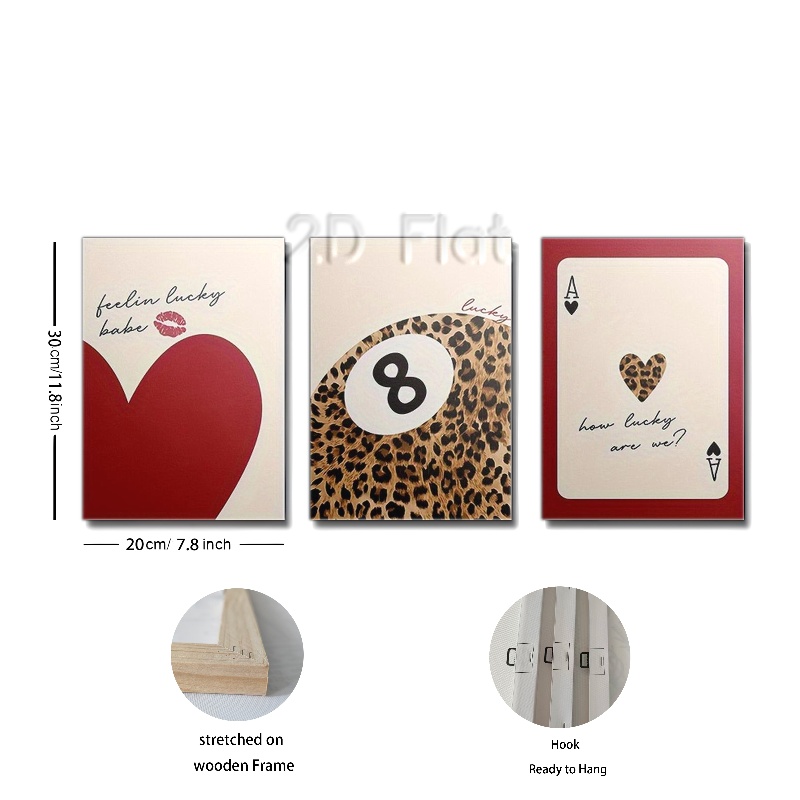 2D Flat
feelin lucky
babe
lucky
8
A
how lucky
are we?
A
30cm/11.8inch
20cm/ 7.8 inch
stretched on
wooden Frame
Hook
Ready to Hang